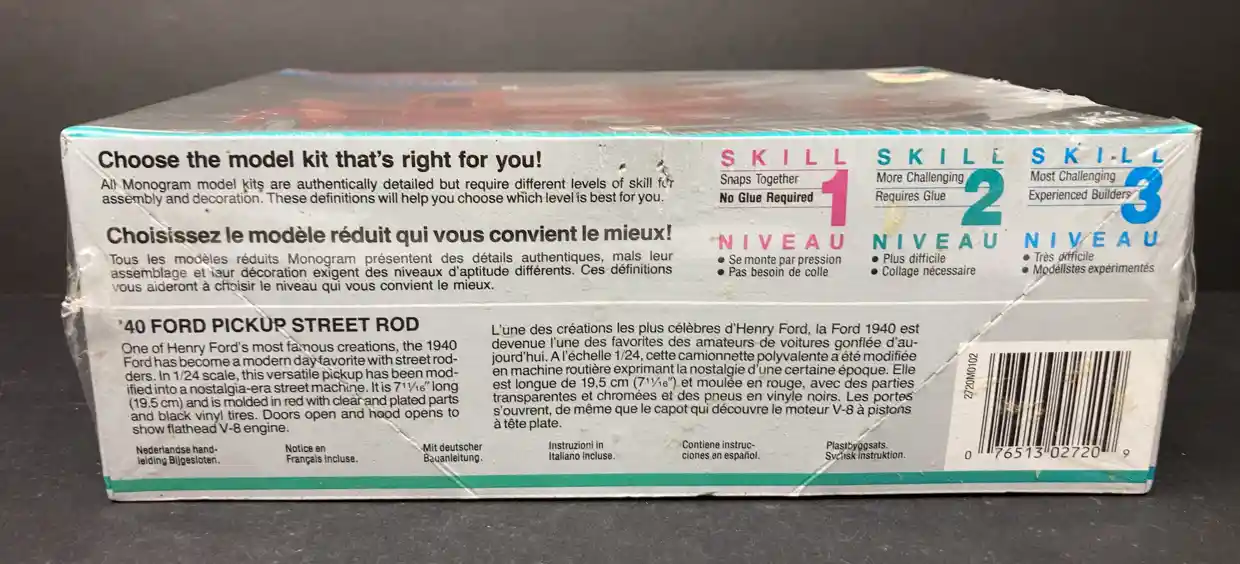 Choose the model kit that's right for you!
All Monogram model kits are authentically detailed but require different levels of skill for
assembly and decoration. These definitions will help you choose which level is best for you.
Choisissez le modèle réduit qui vous convient le mieux!
Tous les modèles réduits Monogram présentent des détails authentiques, mais leur
assemblage et leur décoration exigent des niveaux d'aptitude différents. Ces définitions
vous aideront à choisir le niveau qui vous convient le mieux.
SKILL 1
Snaps Together
No Glue Required
NIVEAU
• Se monte par pression
• Pas besoin de colle
SKILL 2
More Challenging
Requires Glue
NIVEAU
• Plus difficile
• Collage nécessaire
SKILL 3
Most Challenging
Experienced Builders
NIVEAU
• Très difficile
• Modélistes expérimentés
'40 FORD PICKUP STREET ROD
One of Henry Ford's most famous creations, the 1940
Ford has become a modern day favorite with street rod-
ders. In 1/24 scale, this versatile pickup has been mod-
ified into a nostalgia-era street machine. It is 7 11/16" long
(19.5 cm) and is molded in red with clear and plated parts
and black vinyl tires. Doors open and hood opens to
show flathead V-8 engine.
L'une des créations les plus célèbres d'Henry Ford, la Ford 1940 est
devenue l'une des favorites des amateurs de voitures gonflée d'au-
jourd'hui. A l'échelle 1/24, cette camionnette polyvalente a été modifiée
en machine routière exprimant la nostalgie d'une certaine époque. Elle
est longue de 19.5 cm (7 11/16") et moulée en rouge, avec des parties
transparentes et chromées et des pneus en vinyle noirs. Les portes
s'ouvrent, de même que le capot qui découvre le moteur V-8 à pistons
à tête plate.
Nederlandse hand-
leiding Bijgesloten.
Notice en
Français Incluse.
Mit deutscher
Bauanleitung.
Instruzioni in
Italiano Incluse.
Contiene instruc-
ciones en español.
Plastbyggsats.
Svensk instruktion.
2720M0102
0 76513 02720 9